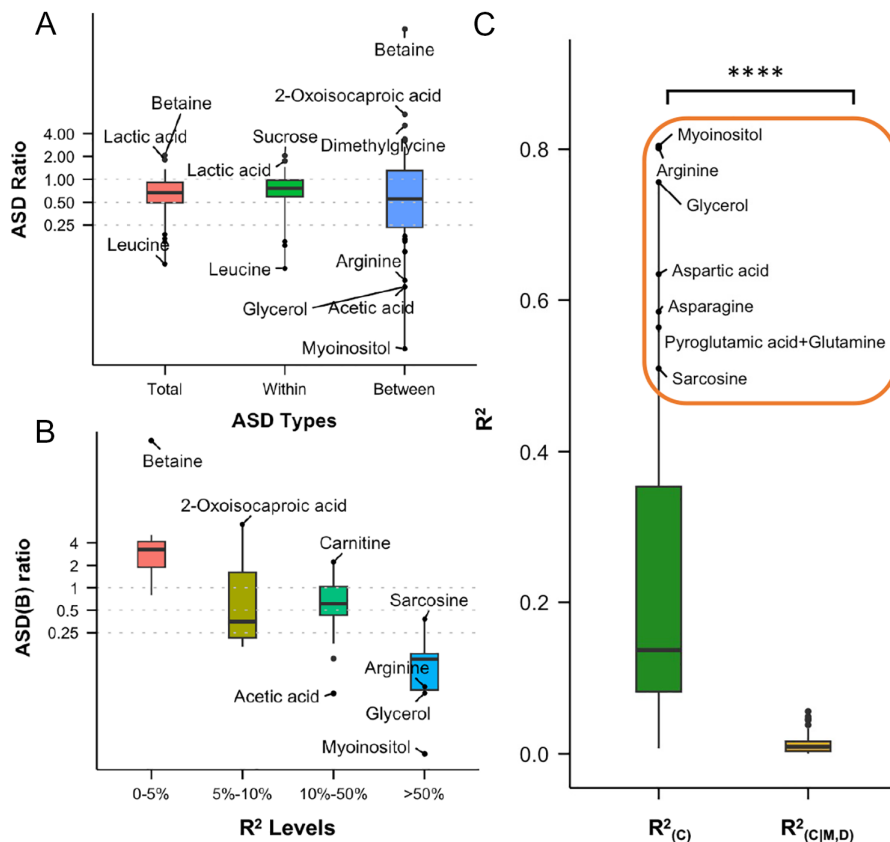 A
Betaine
Lactic acid
Leucine
Sucrose
Lactic acid
Leucine
Betaine
2-Oxoisocaproic acid
Dimethylglycine
Arginine
Glycerol
Acetic acid
Myoinositol
4.00
2.00
1.00
0.50
0.25
ASD Ratio
Total
Within
Between
ASD Types
B
Betaine
2-Oxoisocaproic acid
Carnitine
Acetic acid
Sarcosine
Arginine
Glycerol
Myoinositol
4
2
1
0.5
0.25
ASD(B) ratio
0-5%
5%-10%
10%-50%
>50%
R² Levels
C
****
Myoinositol
Arginine
Glycerol
Aspartic acid
Asparagine
Pyroglutamic acid+Glutamine
Sarcosine
0.8
0.6
0.4
0.2
0.0
R²
R²(C)
R²(C|M,D)